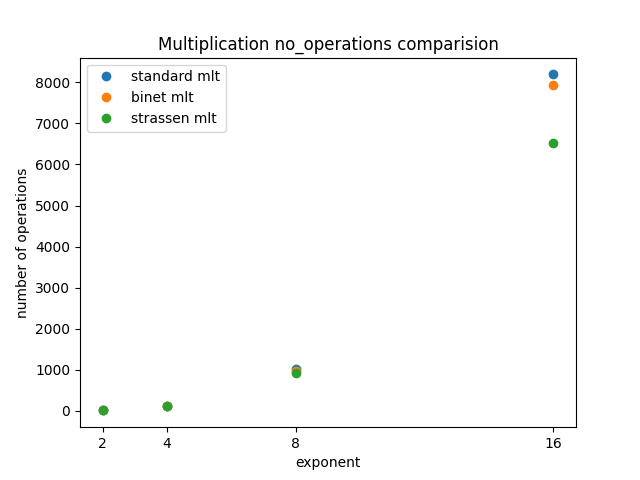 Multiplication no_operations comparision
standard mlt
binet mlt
strassen mlt
number of operations
8000
7000
6000
5000
4000
3000
2000
1000
0
2 4 8 16
exponent